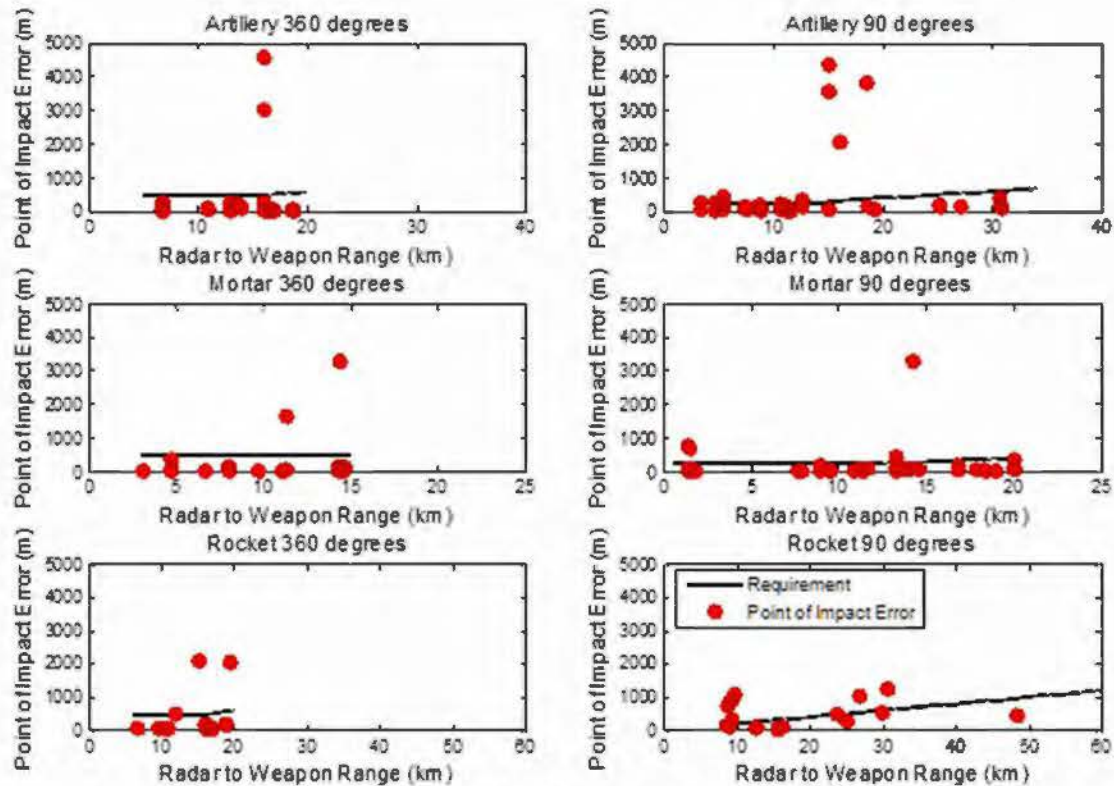 Artillery 360 degrees
Point of Impact Error (m)
5000
4000
3000
2000
1000
0
0 10 20 30 40
Radar to Weapon Range (km)
Artillery 90 degrees
Point of Impact Error (m)
5000
4000
3000
2000
1000
0
0 10 20 30 40
Radar to Weapon Range (km)
Mortar 360 degrees
Point of Impact Error (m)
5000
4000
3000
2000
1000
0
0 5 10 15 20 25
Radar to Weapon Range (km)
Mortar 90 degrees
Point of Impact Error (m)
5000
4000
3000
2000
1000
0
0 5 10 15 20 25
Radar to Weapon Range (km)
Rocket 360 degrees
Point of Impact Error (m)
5000
4000
3000
2000
1000
0
0 10 20 30 40 50 60
Radar to Weapon Range (km)
Rocket 90 degrees
Point of Impact Error (m)
5000
4000
3000
2000
1000
0
Requirement
Point of Impact Error
0 10 20 30 40 50 60
Radar to Weapon Range (km)